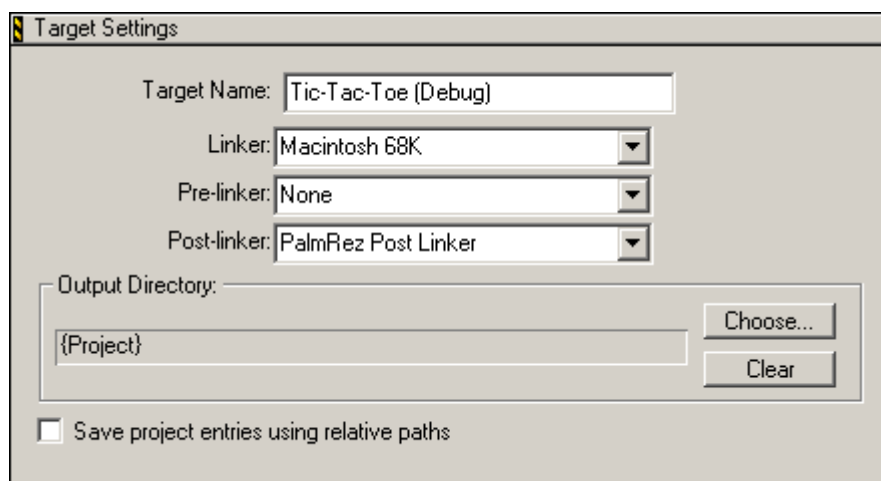 Target Settings
Target Name: Tic-Tac-Toe (Debug)
Linker: Macintosh 68K
Pre-linker: None
Post-linker: PalmRez Post Linker
Output Directory:
Choose...
{Project}
Clear
Save project entries using relative paths